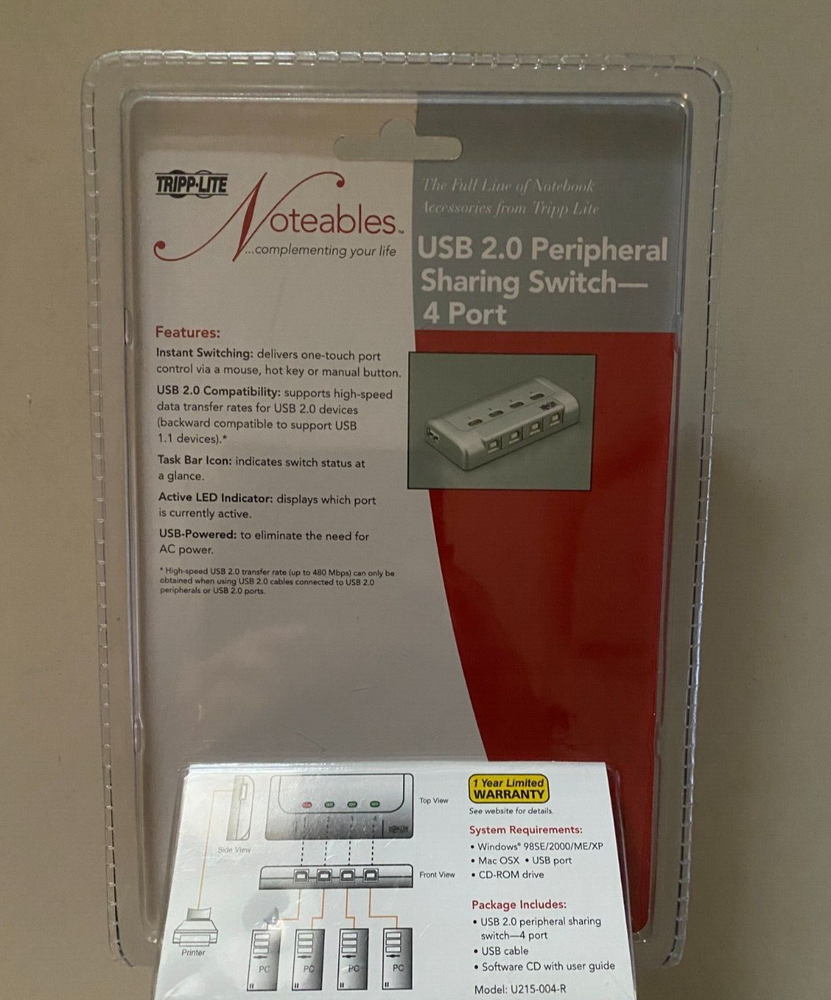 TRIPP·LITE
Noteables™
...complementing your life
The Full Line of Notebook
Accessories from Tripp Lite
USB 2.0 Peripheral
Sharing Switch—
4 Port
Features:
Instant Switching: delivers one-touch port
control via a mouse, hot key or manual button.
USB 2.0 Compatibility: supports high-speed
data transfer rates for USB 2.0 devices
(backward compatible to support USB
1.1 devices).*
Task Bar Icon: indicates switch status at
a glance.
Active LED Indicator: displays which port
is currently active.
USB-Powered: to eliminate the need for
AC power.
* High-speed USB 2.0 transfer rate (up to 480 Mbps) can only be
obtained when using USB 2.0 cables connected to USB 2.0
peripherals or USB 2.0 ports.
Top View
Side View
Front View
Printer
PC
PC
PC
PC
1 Year Limited
WARRANTY
See website for details.
System Requirements:
• Windows® 98SE/2000/ME/XP
• Mac OSX • USB port
• CD-ROM drive
Package Includes:
• USB 2.0 peripheral sharing
switch—4 port
• USB cable
• Software CD with user guide
Model: U215-004-R